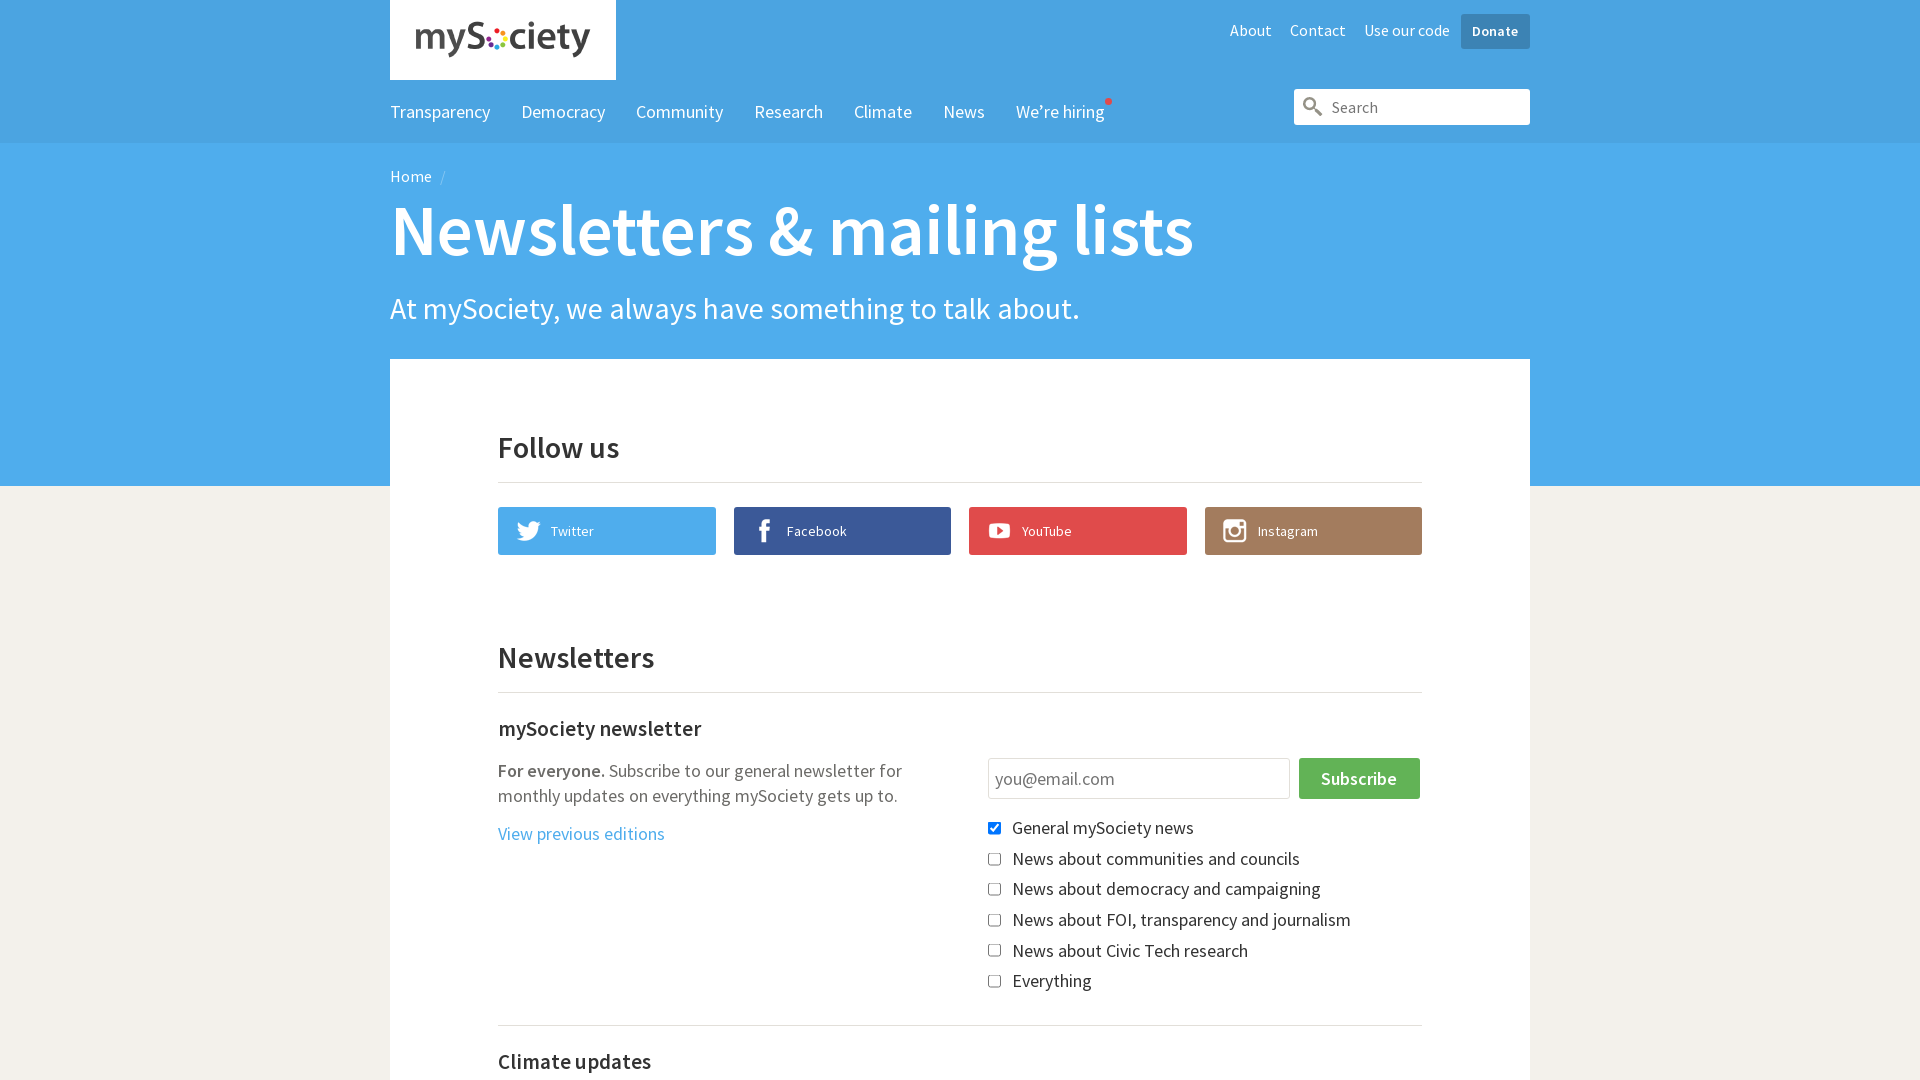 mySociety
About
Contact
Use our code
Donate
Transparency
Democracy
Community
Research
Climate
News
We’re hiring
Search
Home /
Newsletters & mailing lists
At mySociety, we always have something to talk about.
Follow us
Twitter
Facebook
YouTube
Instagram
Newsletters
mySociety newsletter
For everyone. Subscribe to our general newsletter for
monthly updates on everything mySociety gets up to.
View previous editions
you@email.com
Subscribe
General mySociety news
News about communities and councils
News about democracy and campaigning
News about FOI, transparency and journalism
News about Civic Tech research
Everything
Climate updates